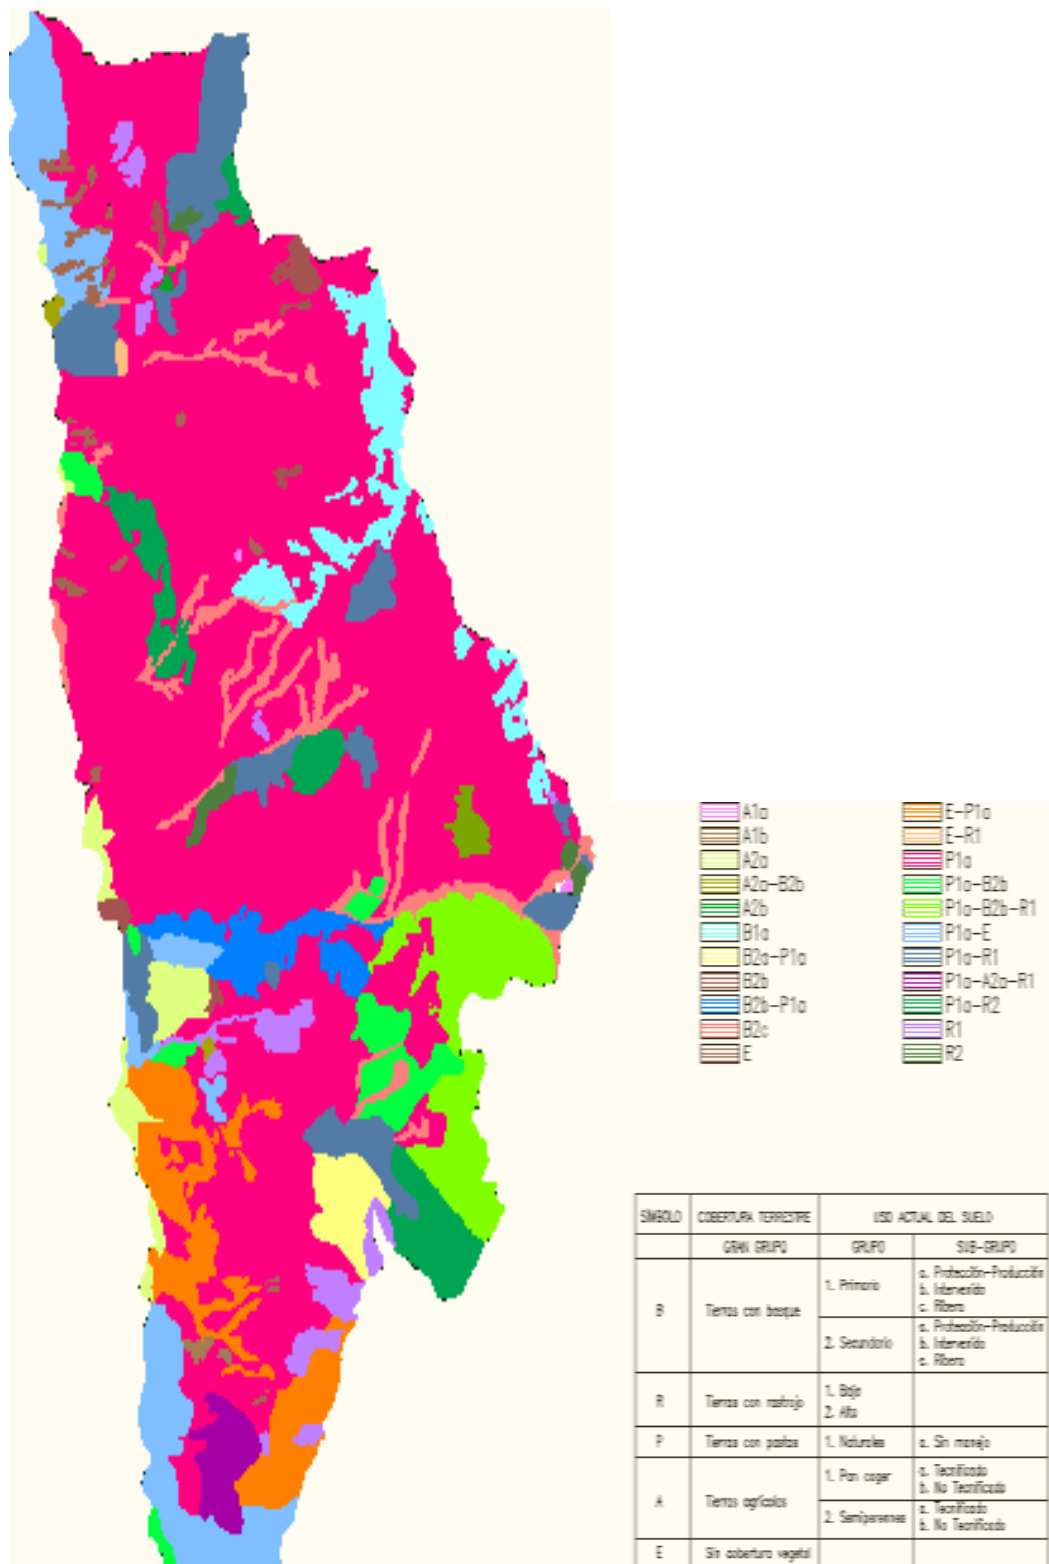 A1a
A1b
A2a
A2a-B2b
A2b
B1a
B2a-P1a
B2b
B2b-P1a
B2c
E
E-P1a
E-R1
P1a
P1a-B2b
P1a-B2b-R1
P1a-E
P1a-R1
P1a-A2a-R1
P1a-R2
R1
R2
SÍMBOLO COBERTURA TERRESTRE USO ACTUAL DEL SUELO
GRAN GRUPO GRUPO SUB-GRUPO
B Tierras con bosque
1. Primario
a. Protección-Producción
b. Intervenido
c. Ribera
2. Secundario
a. Protección-Producción
b. Intervenido
c. Ribera
R Tierras con rastrojo
1. Bajo
2. Alto
P Tierras con pastos 1. Naturales a. Sin manejo
A Tierras agrícolas
1. Pan coger
a. Tecnificado
b. No Tecnificado
2. Semiperennes
a. Tecnificado
b. No Tecnificado
E Sin cobertura vegetal